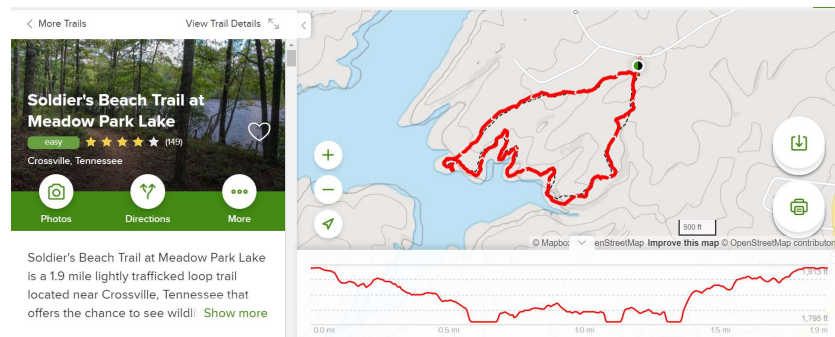 More Trails
View Trail Details
Soldier's Beach Trail at
Meadow Park Lake
easy
(149)
Crossville, Tennessee
Photos
Directions
More
Soldier's Beach Trail at Meadow Park Lake
is a 1.9 mile lightly trafficked loop trail
located near Crossville, Tennessee that
offers the chance to see wildli Show more
500 ft
© Mapbo enStreetMap Improve this map © OpenStreetMap contributor
1,913 ft
1,795 ft
0.0 mi
0.5 mi
1.0 mi
1.5 mi
1.9 m